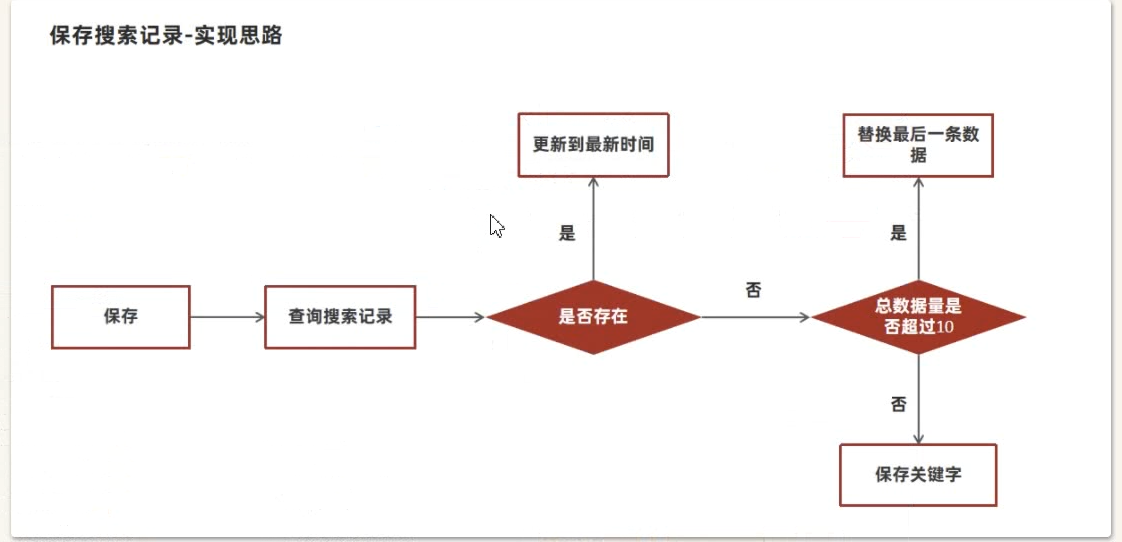 保存搜索记录-实现思路
更新到最新时间
替换最后一条数
据
是
是
保存
查询搜索记录
是否存在
否
总数据量是
否超过10
否
保存关键字